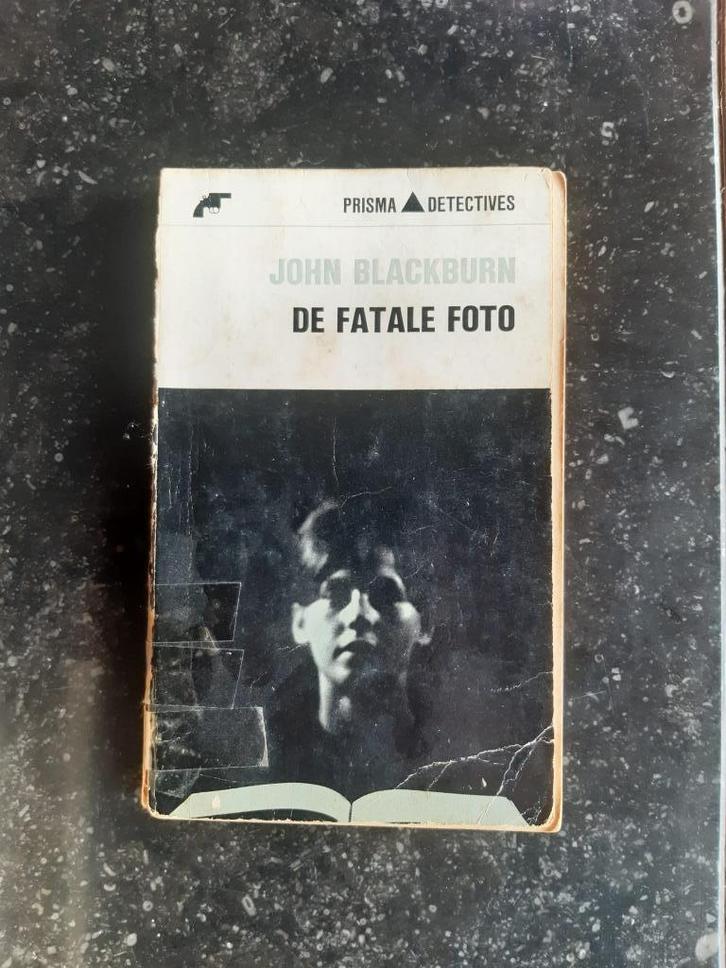 PRISMA DETECTIVES
JOHN BLACKBURN
DE FATALE FOTO